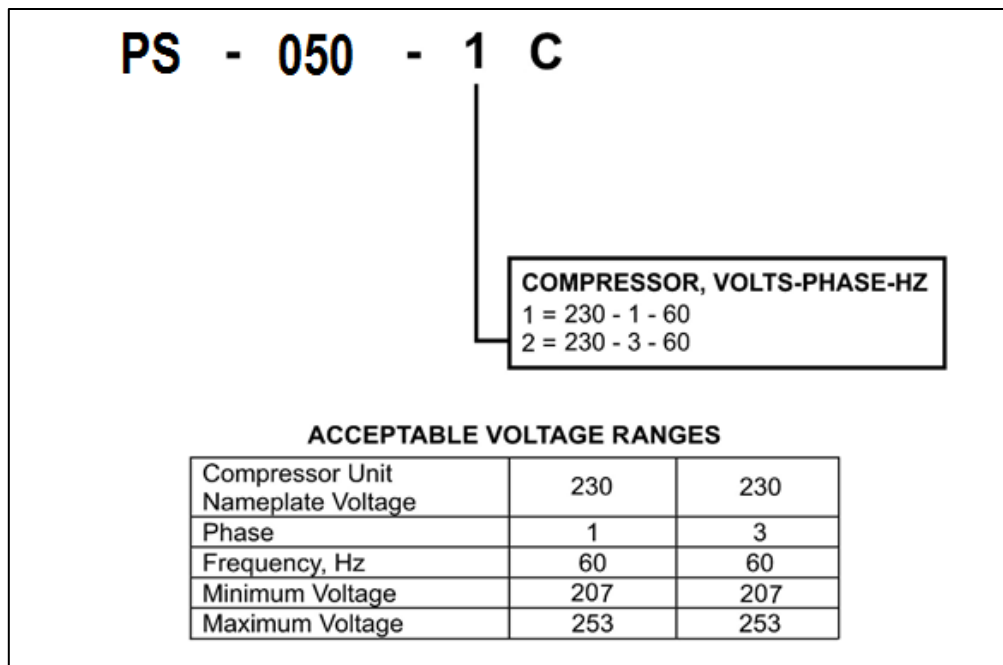 PS - 050 - 1 C
COMPRESSOR, VOLTS-PHASE-HZ
1 = 230 - 1 - 60
2 = 230 - 3 - 60
ACCEPTABLE VOLTAGE RANGES
Compressor Unit
Nameplate Voltage 230 230
Phase 1 3
Frequency, Hz 60 60
Minimum Voltage 207 207
Maximum Voltage 253 253